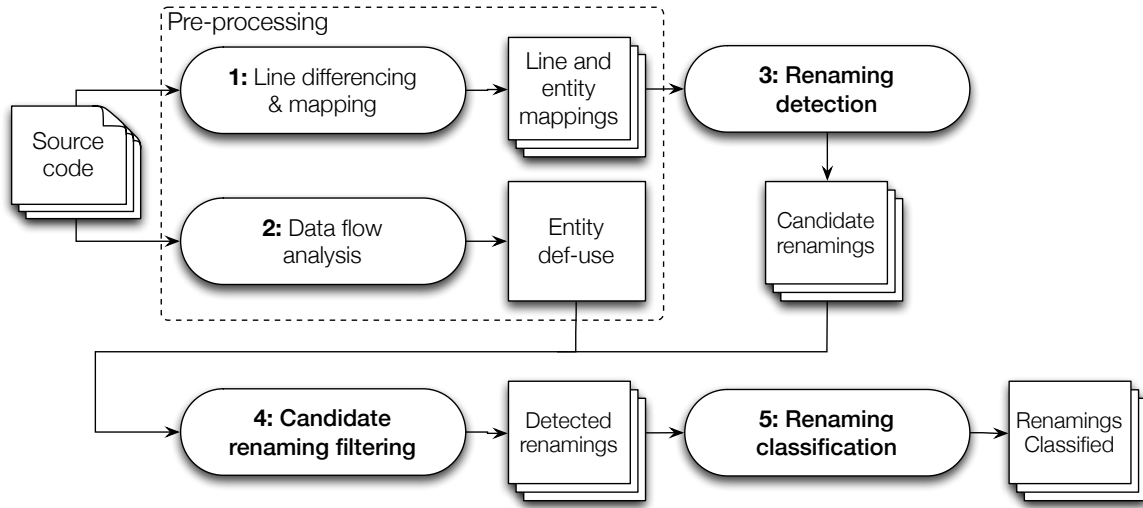 Pre-processing
1: Line differencing
& mapping
Line and
entity
mappings
3: Renaming
detection
Source
code
2: Data flow
analysis
Entity
def-use
Candidate
renamings
4: Candidate
renaming filtering
Detected
renamings
5: Renaming
classification
Renamings
Classified